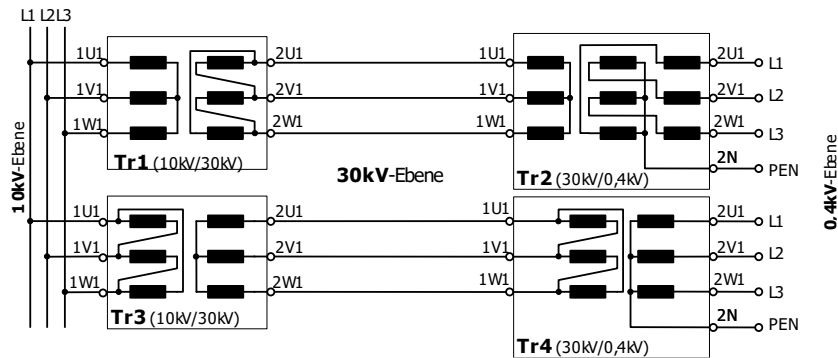 L1 L2 L3
1U1 2U1 1U1 2U1 L1
1V1 2V1 1V1 2V1 L2
1W1 2W1 1W1 2W1 L3
2N PEN
Tr1 (10kV/30kV)
30kV-Ebene
Tr2 (30kV/0,4kV)
10kV-Ebene
0,4kV-Ebene
1U1 2U1 1U1 2U1 L1
1V1 2V1 1V1 2V1 L2
1W1 2W1 1W1 2W1 L3
2N PEN
Tr3 (10kV/30kV)
Tr4 (30kV/0,4kV)